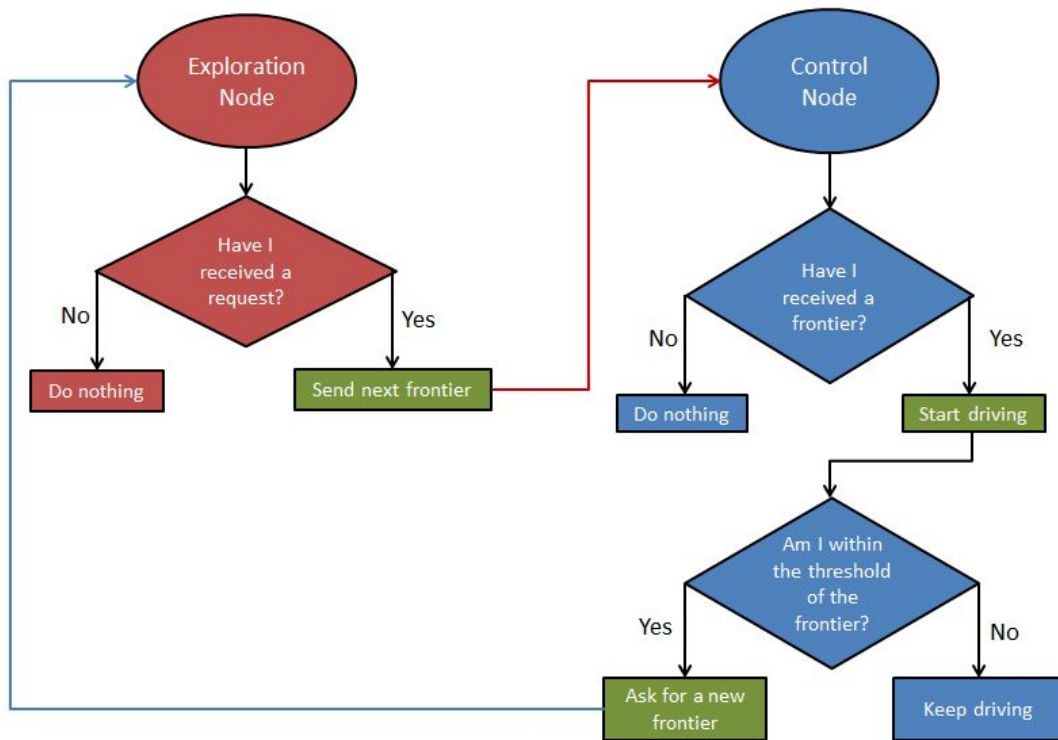 Exploration
Node
Control
Node
Have I
received a
request?
No
Yes
Do nothing
Send next frontier
Have I
received a
frontier?
No
Yes
Do nothing
Start driving
Am I within
the threshold
of the
frontier?
Yes
No
Ask for a new
frontier
Keep driving